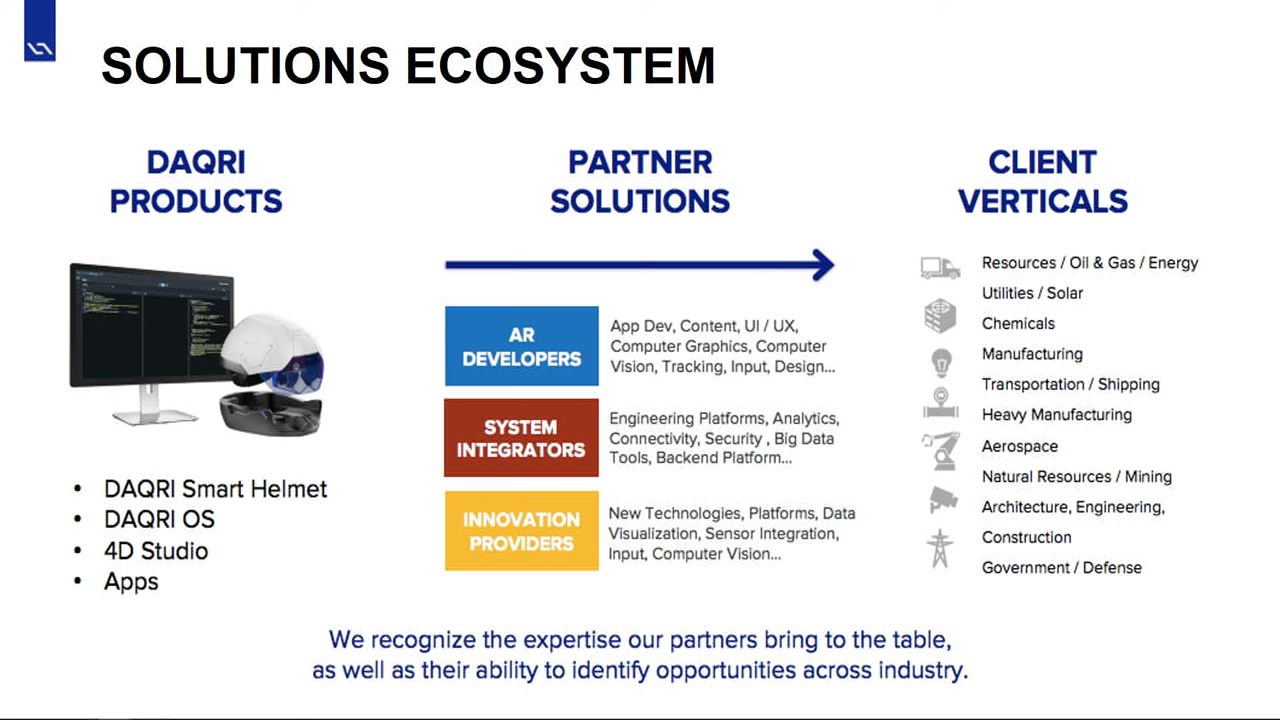 SOLUTIONS ECOSYSTEM
DAQRI
PRODUCTS
• DAQRI Smart Helmet
• DAQRI OS
• 4D Studio
• Apps
PARTNER
SOLUTIONS
AR
DEVELOPERS
App Dev, Content, UI / UX,
Computer Graphics, Computer
Vision, Tracking, Input, Design...
SYSTEM
INTEGRATORS
Engineering Platforms, Analytics,
Connectivity, Security , Big Data
Tools, Backend Platform...
INNOVATION
PROVIDERS
New Technologies, Platforms, Data
Visualization, Sensor Integration,
Input, Computer Vision...
CLIENT
VERTICALS
Resources / Oil & Gas / Energy
Utilities / Solar
Chemicals
Manufacturing
Transportation / Shipping
Heavy Manufacturing
Aerospace
Natural Resources / Mining
Architecture, Engineering,
Construction
Government / Defense
We recognize the expertise our partners bring to the table,
as well as their ability to identify opportunities across industry.